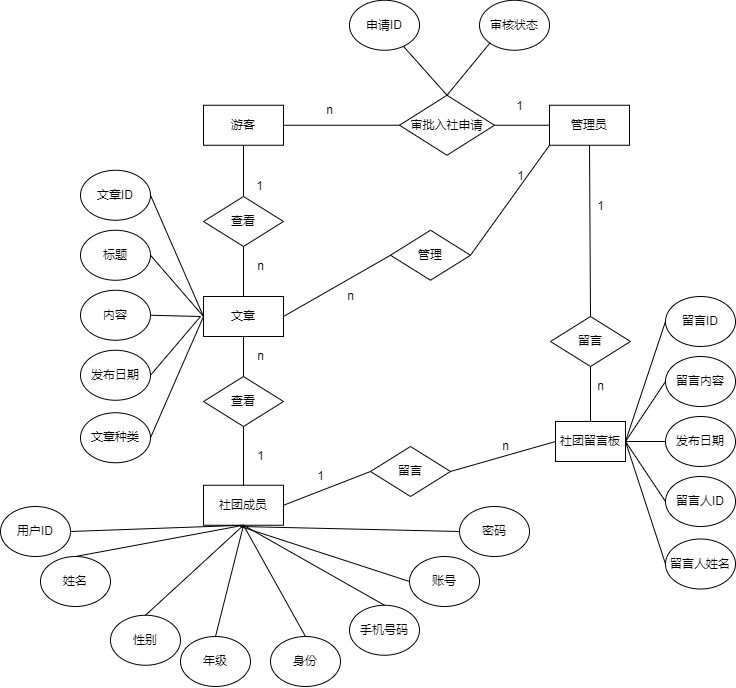 申请ID
审核状态
n
1
游客
审批入社申请
管理员
1
1
文章ID
1
查看
标题
管理
n
n
内容
文章
留言ID
留言
n
发布日期
留言内容
n
查看
文章种类
发布日期
社团留言板
n
1
留言
1
社团成员
留言人ID
用户ID
密码
留言人姓名
姓名
账号
性别
手机号码
年级
身份